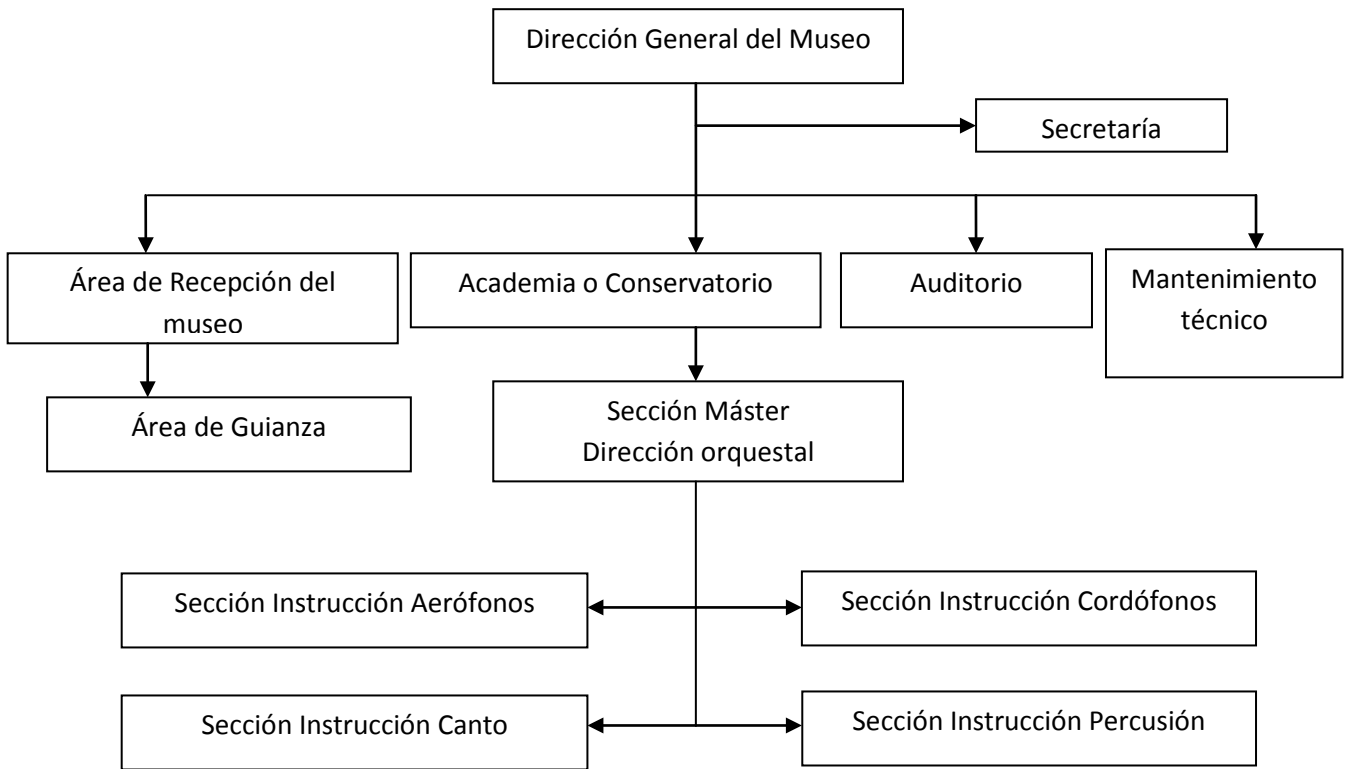 Dirección General del Museo
Secretaría
Área de Recepción del
museo
Academia o Conservatorio
Auditorio
Mantenimiento
técnico
Área de Guianza
Sección Máster
Dirección orquestal
Sección Instrucción Aerófonos
Sección Instrucción Cordófonos
Sección Instrucción Canto
Sección Instrucción Percusión